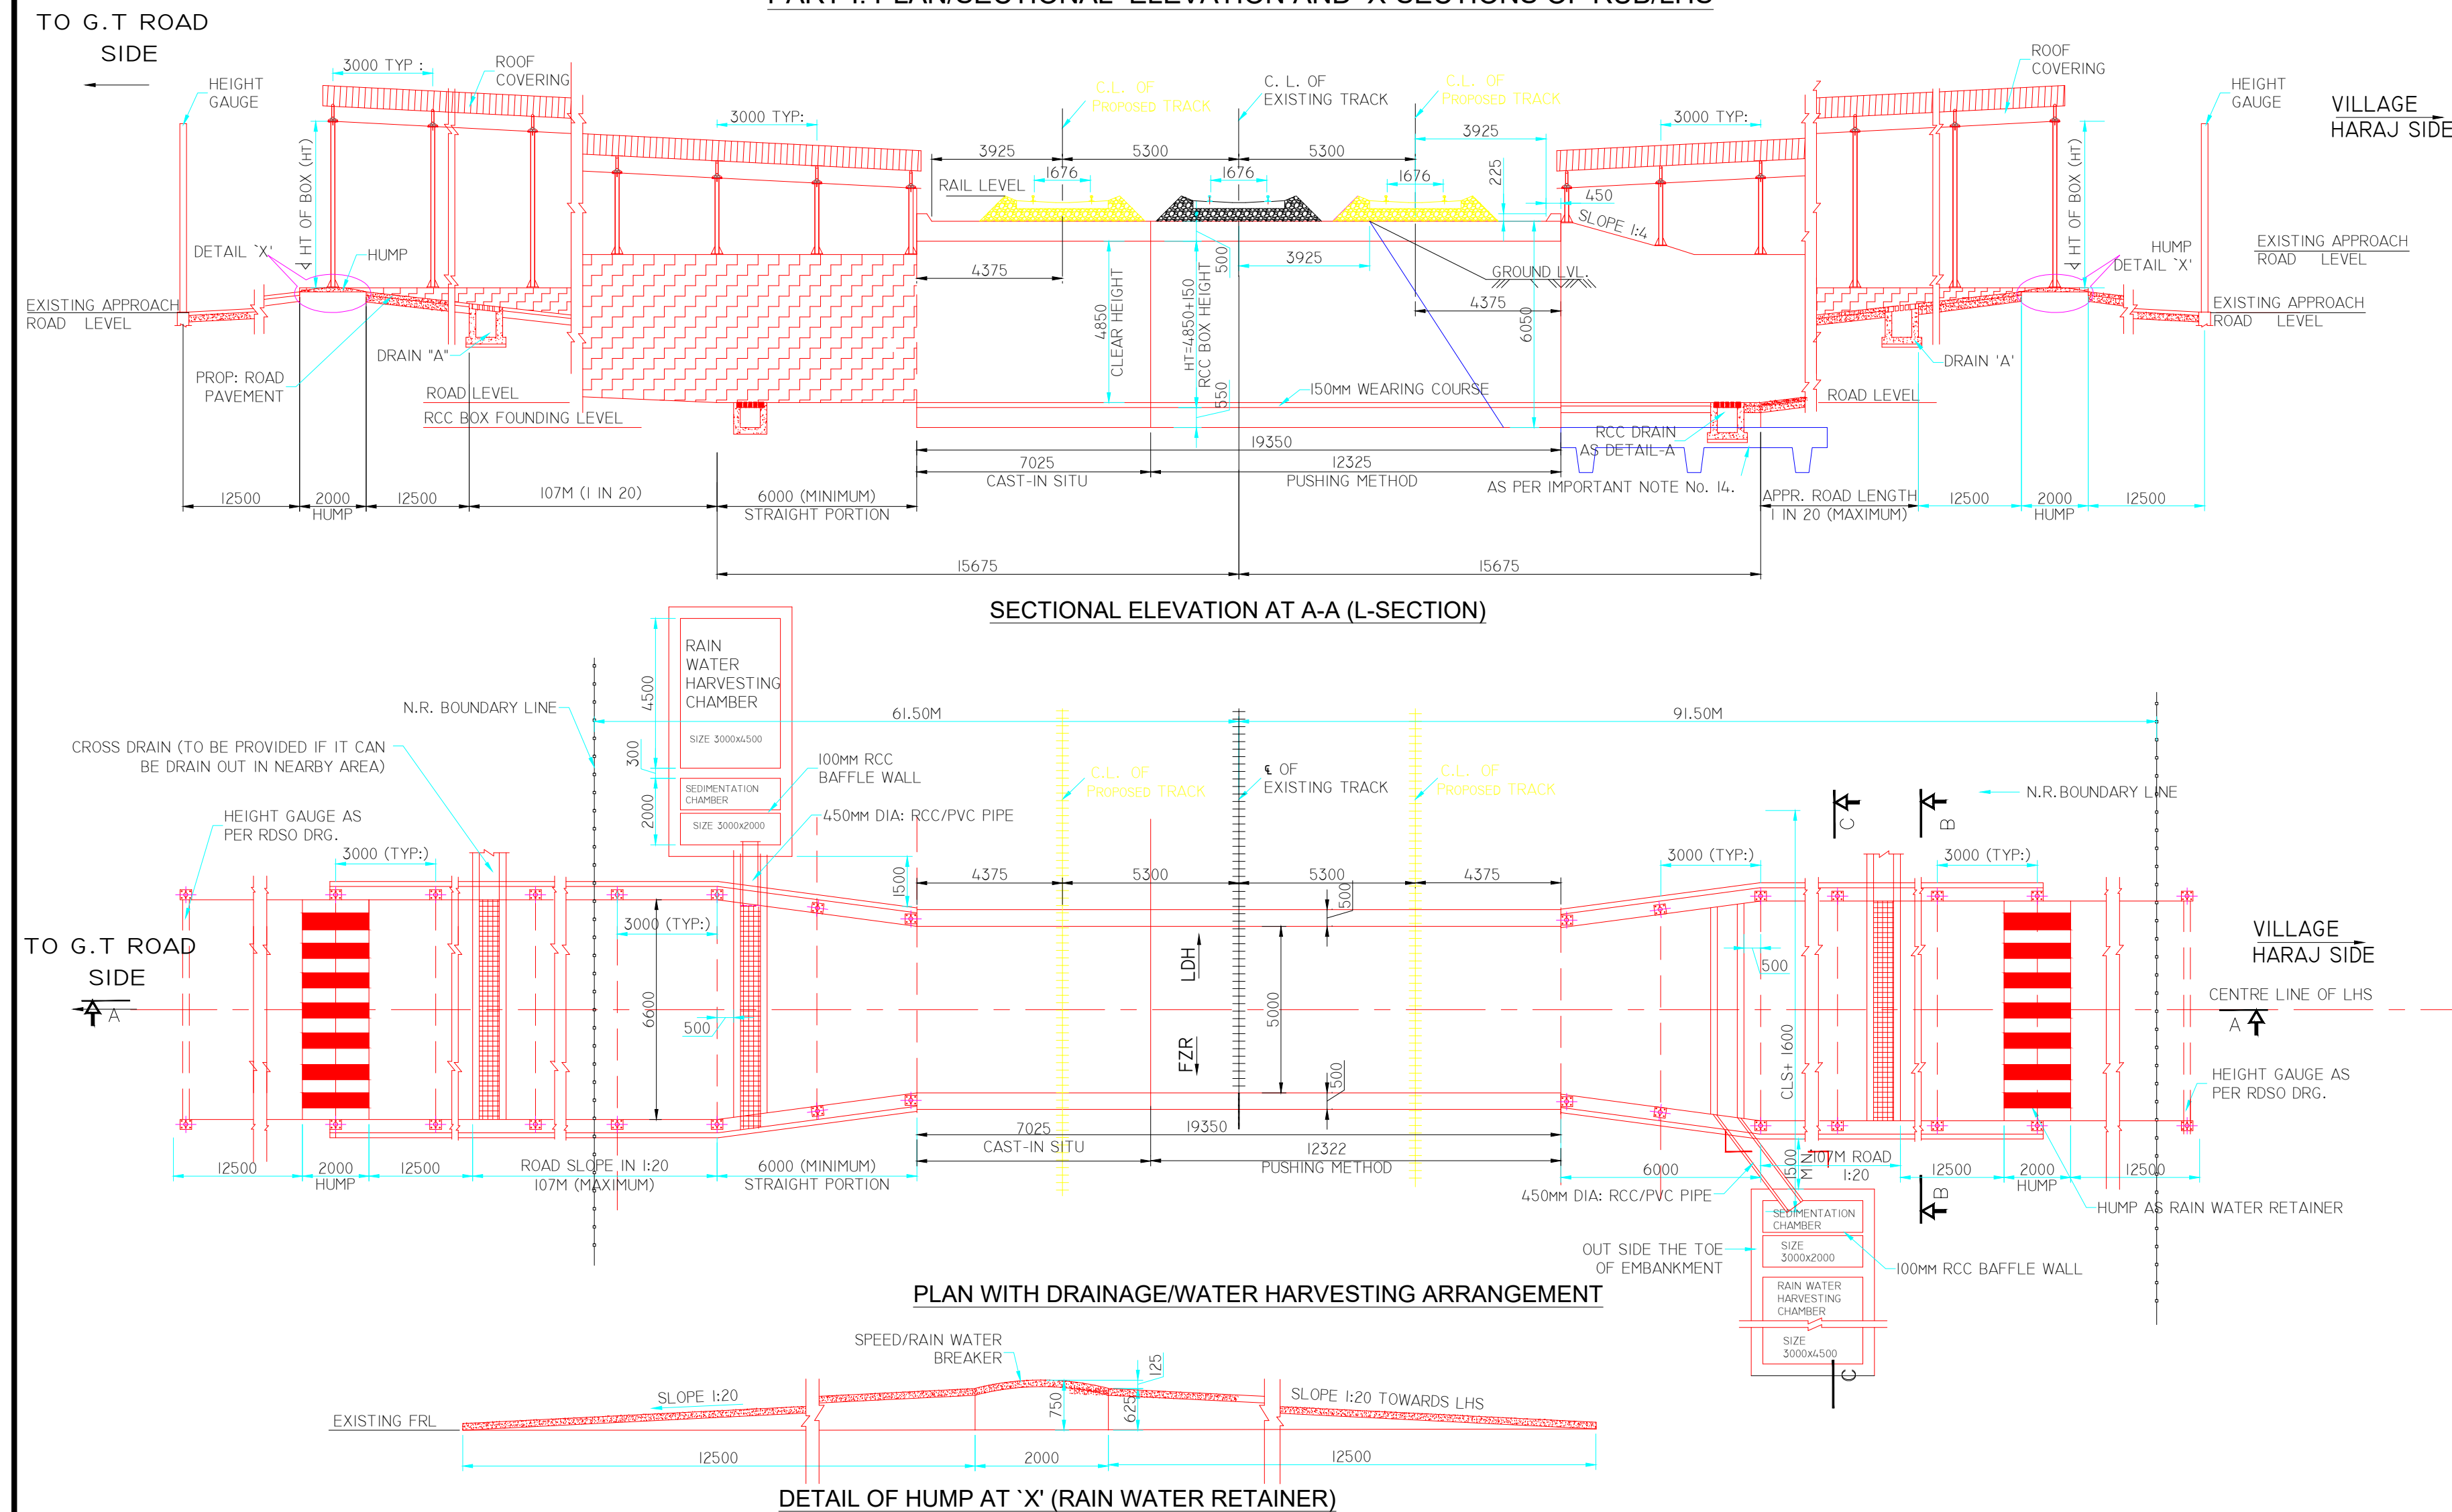 TO G.T ROAD
SIDE
HEIGHT
GAUGE
3000 TYP :
ROOF
COVERING
3000 TYP:
C.L. OF
PROPOSED TRACK
C. L. OF
EXISTING TRACK
C.L. OF
PROPOSED TRACK
3000 TYP:
ROOF
COVERING
HEIGHT
GAUGE
VILLAGE
HARAJ SIDE
3925
5300
5300
3925
1676
1676
1676
225
450
RAIL LEVEL
SLOPE 1:4
HT OF BOX (HT)
HT OF BOX (HT)
DETAIL `X'
HUMP
HUMP
DETAIL `X'
EXISTING APPROACH
ROAD LEVEL
EXISTING APPROACH
ROAD LEVEL
EXISTING APPROACH
ROAD LEVEL
4375
500
3925
GROUND LVL.
4375
4850
CLEAR HEIGHT
HT=4850+150
RCC BOX HEIGHT
6050
DRAIN "A"
DRAIN 'A'
PROP: ROAD
PAVEMENT
ROAD LEVEL
RCC BOX FOUNDING LEVEL
550
150MM WEARING COURSE
ROAD LEVEL
RCC DRAIN
AS DETAIL-A
19350
7025
CAST-IN SITU
12325
PUSHING METHOD
AS PER IMPORTANT NOTE No. 14.
12500
2000
HUMP
12500
107M (1 IN 20)
6000 (MINIMUM)
STRAIGHT PORTION
APPR. ROAD LENGTH
1 IN 20 (MAXIMUM)
12500
2000
HUMP
12500
15675
15675
SECTIONAL ELEVATION AT A-A (L-SECTION)
RAIN
WATER
HARVESTING
CHAMBER
SIZE 3000x4500
4500
300
2000
SEDIMENTATION
CHAMBER
SIZE 3000x2000
N.R. BOUNDARY LINE
61.50M
91.50M
CROSS DRAIN (TO BE PROVIDED IF IT CAN
BE DRAIN OUT IN NEARBY AREA)
100MM RCC
BAFFLE WALL
450MM DIA: RCC/PVC PIPE
C.L. OF
PROPOSED TRACK
℄ OF
EXISTING TRACK
C.L. OF
PROPOSED TRACK
N.R.BOUNDARY LINE
HEIGHT GAUGE AS
PER RDSO DRG.
3000 (TYP:)
C
B
3000 (TYP:)
3000 (TYP:)
1500
4375
5300
5300
4375
500
3000 (TYP:)
TO G.T ROAD
SIDE
A
6600
500
LDH
FZR
5000
500
500
CLS+ 1600
VILLAGE
HARAJ SIDE
CENTRE LINE OF LHS
A
HEIGHT GAUGE AS
PER RDSO DRG.
7025
CAST-IN SITU
19350
12322
PUSHING METHOD
12500
2000
HUMP
12500
ROAD SLOPE IN 1:20
107M (MAXIMUM)
6000 (MINIMUM)
STRAIGHT PORTION
6000
1500
MIN
107M ROAD
1:20
12500
2000
HUMP
12500
450MM DIA: RCC/PVC PIPE
B
HUMP AS RAIN WATER RETAINER
SEDIMENTATION
CHAMBER
SIZE
3000x2000
OUT SIDE THE TOE
OF EMBANKMENT
100MM RCC BAFFLE WALL
RAIN WATER
HARVESTING
CHAMBER
SIZE
3000x4500
C
PLAN WITH DRAINAGE/WATER HARVESTING ARRANGEMENT
SPEED/RAIN WATER
BREAKER
125
SLOPE 1:20
750
625
SLOPE 1:20 TOWARDS LHS
EXISTING FRL
12500
2000
12500
DETAIL OF HUMP AT `X' (RAIN WATER RETAINER)